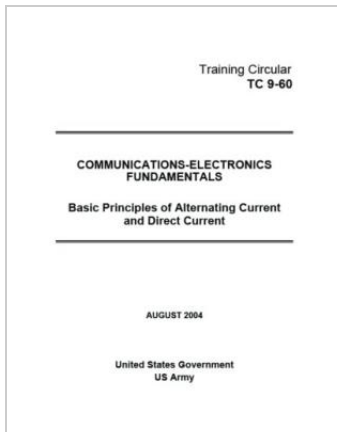 Training Circular
TC 9-60
COMMUNICATIONS-ELECTRONICS
FUNDAMENTALS
Basic Principles of Alternating Current
and Direct Current
AUGUST 2004
United States Government
US Army